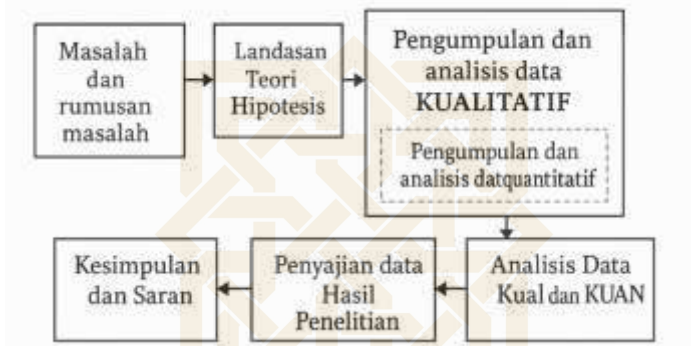 Masalah
dan
rumusan
masalah
Landasan
Teori
Hipotesis
Pengumpulan dan
analisis data
KUALITATIF
Pengumpulan dan
analisis datquantitatif
Analisis Data
Kual dan KUAN
Penyajian data
Hasil
Penelitian
Kesimpulan
dan Saran